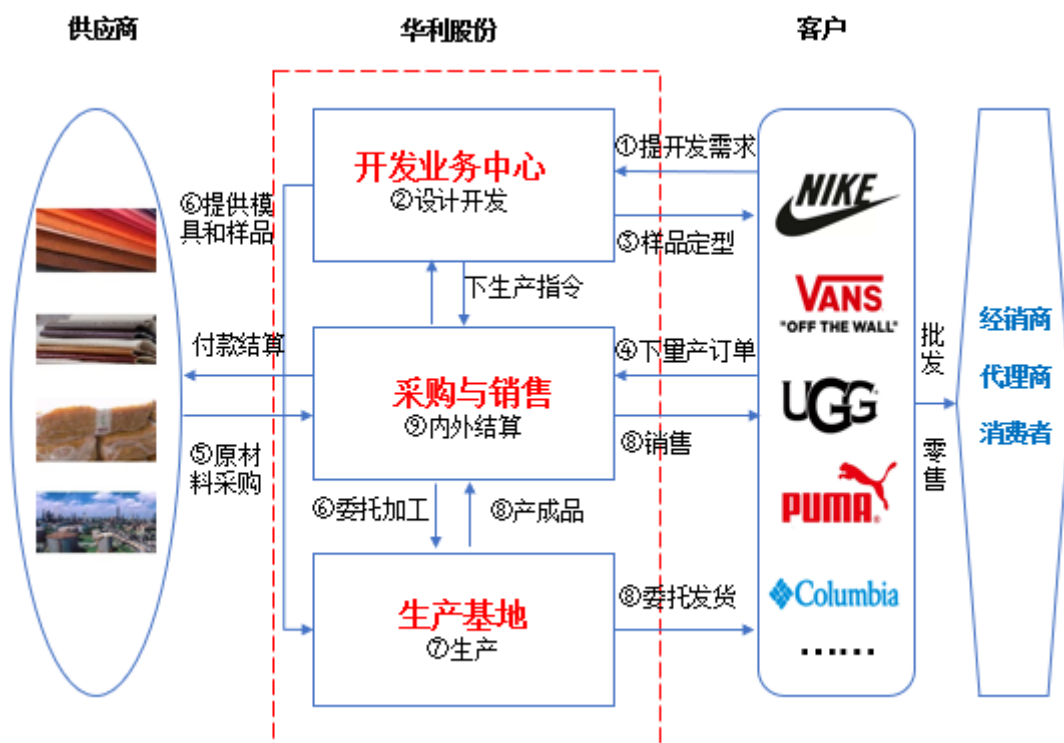 供应商
华利股份
客户
开发业务中心
②设计开发
①提开发需求
③样品定型
⑥提供模
具和样品
下生产指令
付款结算
④下量产订单
采购与销售
⑨内外结算
⑧销售
⑤原材
料采购
⑥委托加工
⑧产成品
生产基地
⑦生产
⑧委托发货
NIKE
VANS
"OFF THE WALL"
UGG
PUMA
Columbia
……
批发
零售
经销商
代理商
消费者